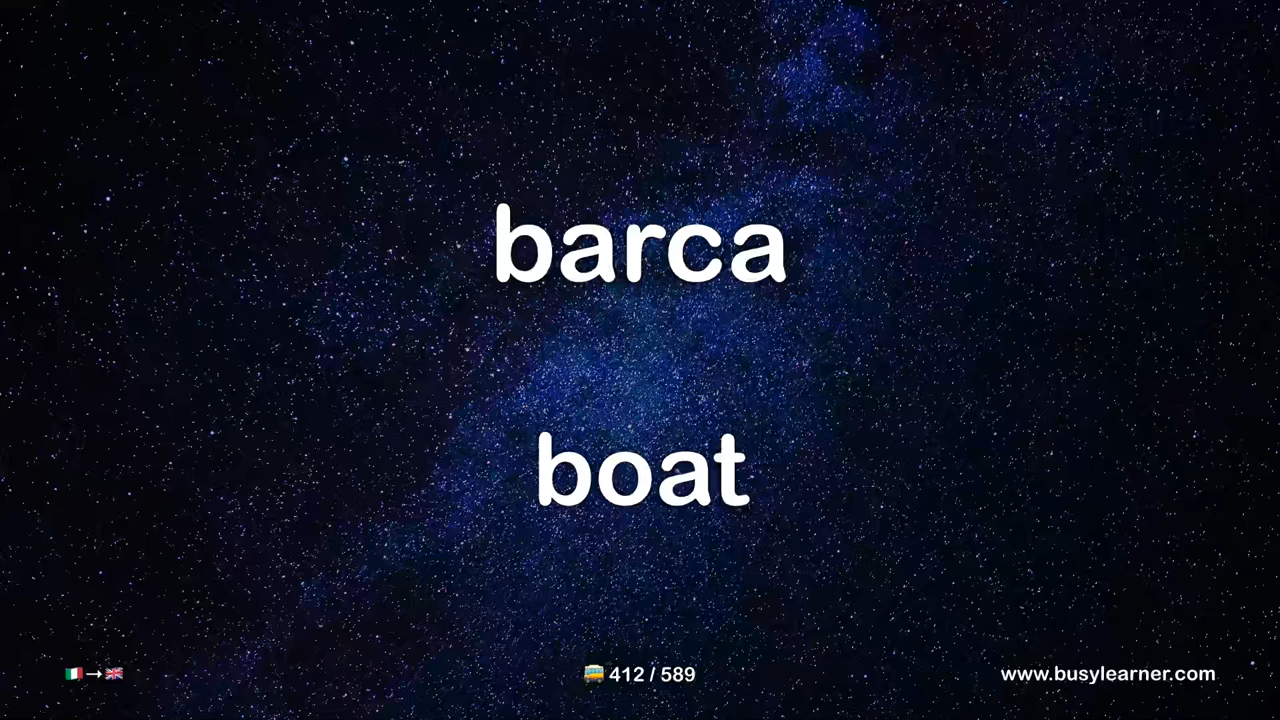 barca
boat
🇮🇹→🇬🇧
🚌 412 / 589
www.busylearner.com